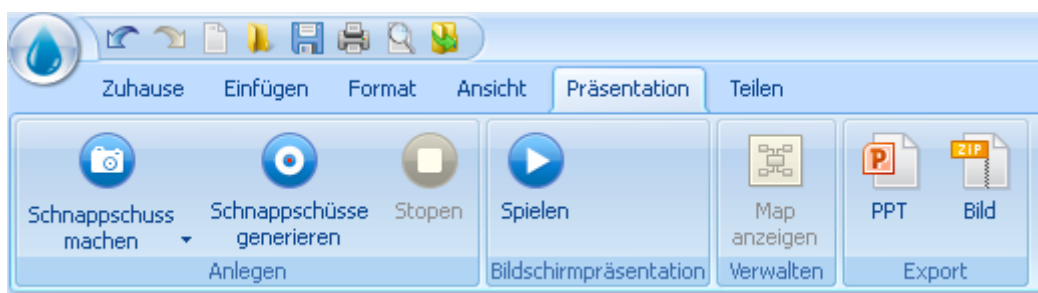 Zuhause Einfügen Format Ansicht Präsentation Teilen
Schnappschuss machen
Schnappschüsse generieren
Stopen
Spielen
Map anzeigen
P PPT
ZIP Bild
Anlegen Bildschirmpräsentation Verwalten Export